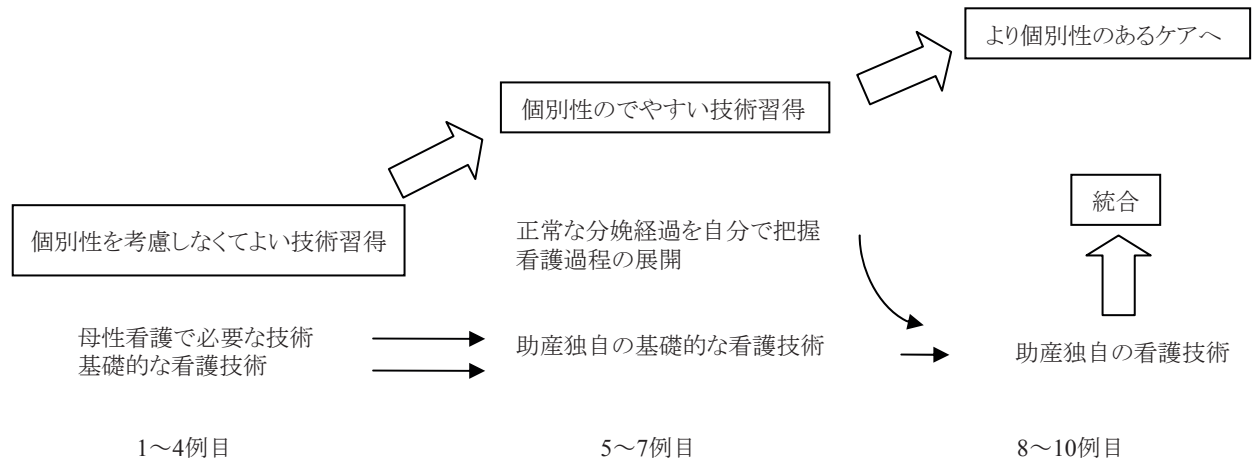 より個別性のあるケアへ
個別性のでやすい技術習得
個別性を考慮しなくてよい技術習得
統合
正常な分娩経過を自分で把握
看護過程の展開
母性看護で必要な技術
基礎的な看護技術
助産独自の基礎的な看護技術
助産独自の看護技術
1～4例目
5～7例目
8～10例目